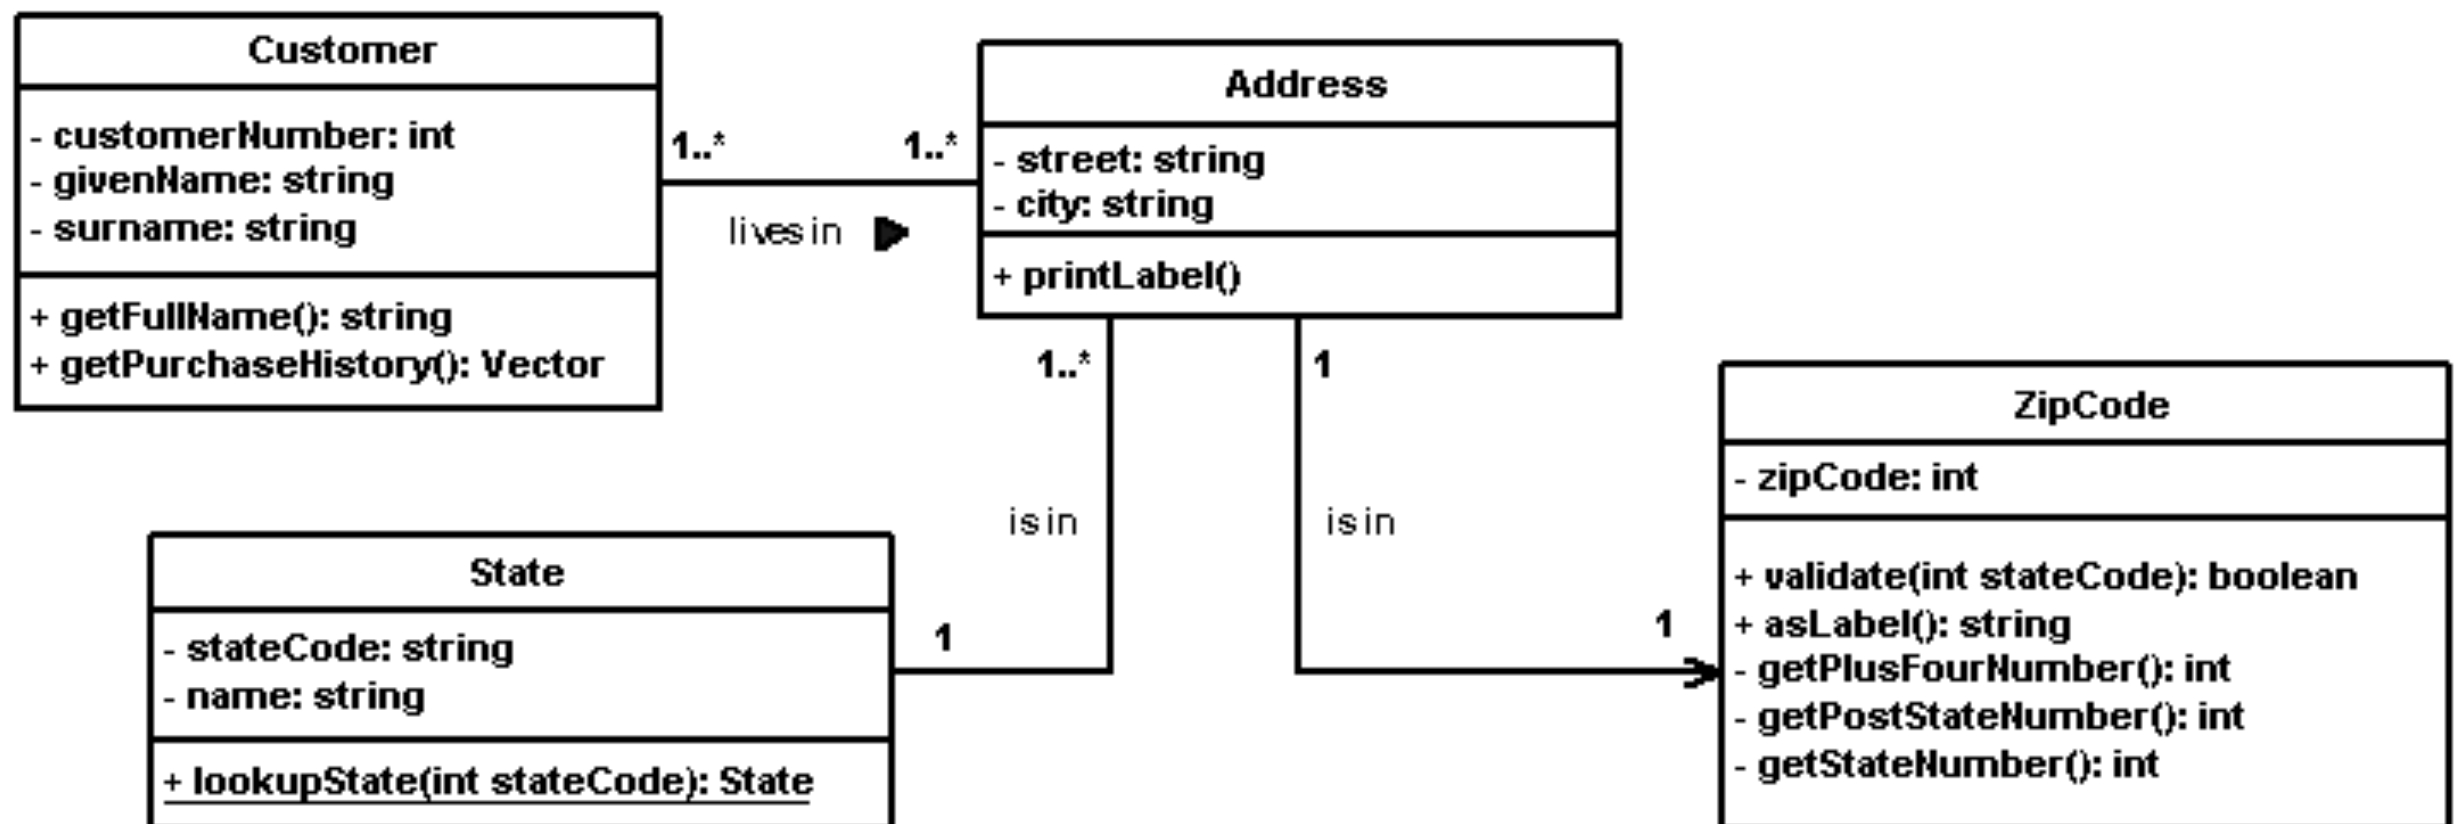 Customer
- customerNumber: int
- givenName: string
- surname: string
+ getFullName(): string
+ getPurchaseHistory(): Vector
1..*
1..*
lives in
Address
- street: string
- city: string
+ printLabel()
1..*
1
is in
is in
1
1
State
- stateCode: string
- name: string
+ lookupState(int stateCode): State
ZipCode
- zipCode: int
+ validate(int stateCode): boolean
+ asLabel(): string
- getPlusFourNumber(): int
- getPostStateNumber(): int
- getStateNumber(): int